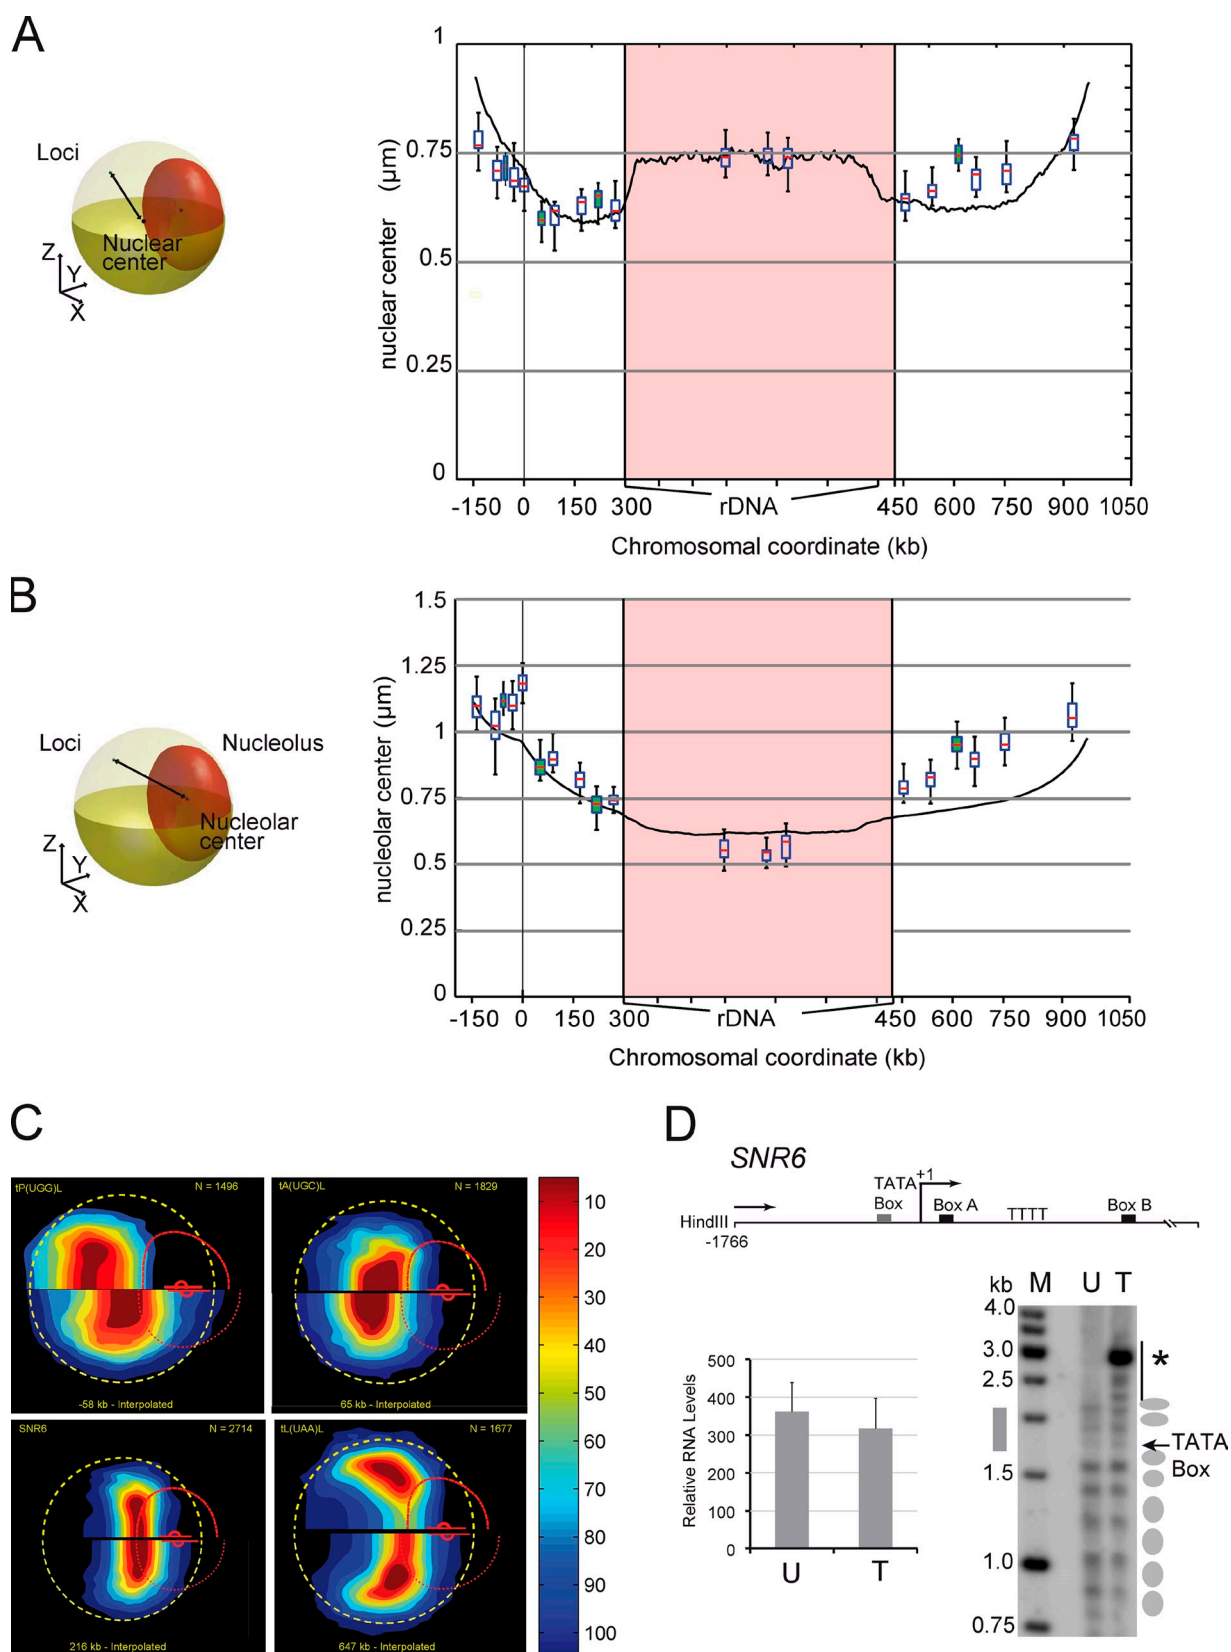 A
Loci
Nuclear
center
Z
Y
X
nuclear center (µm)
1
0.75
0.5
0.25
0
-150 0 150 300 rDNA 450 600 750 900 1050
Chromosomal coordinate (kb)
B
Loci
Nucleolus
Nucleolar
center
Z
Y
X
nucleolar center (µm)
1.5
1.25
1
0.75
0.5
0.25
0
-150 0 150 300 rDNA 450 600 750 900 1050
Chromosomal coordinate (kb)
C
tP(UGG)L N = 1496
-58 kb - Interpolated
tA(UGC)L N = 1829
65 kb - Interpolated
SNR6 N = 2714
216 kb - Interpolated
tL(UAA)L N = 1677
647 kb - Interpolated
10
20
30
40
50
60
70
80
90
100
D
SNR6
TATA +1
Box Box A TTTT Box B
HindIII
-1766
Relative RNA Levels
500
400
300
200
100
0
U T
kb M U T
4.0
3.0
2.5
1.5
1.0
0.75
*
TATA
Box